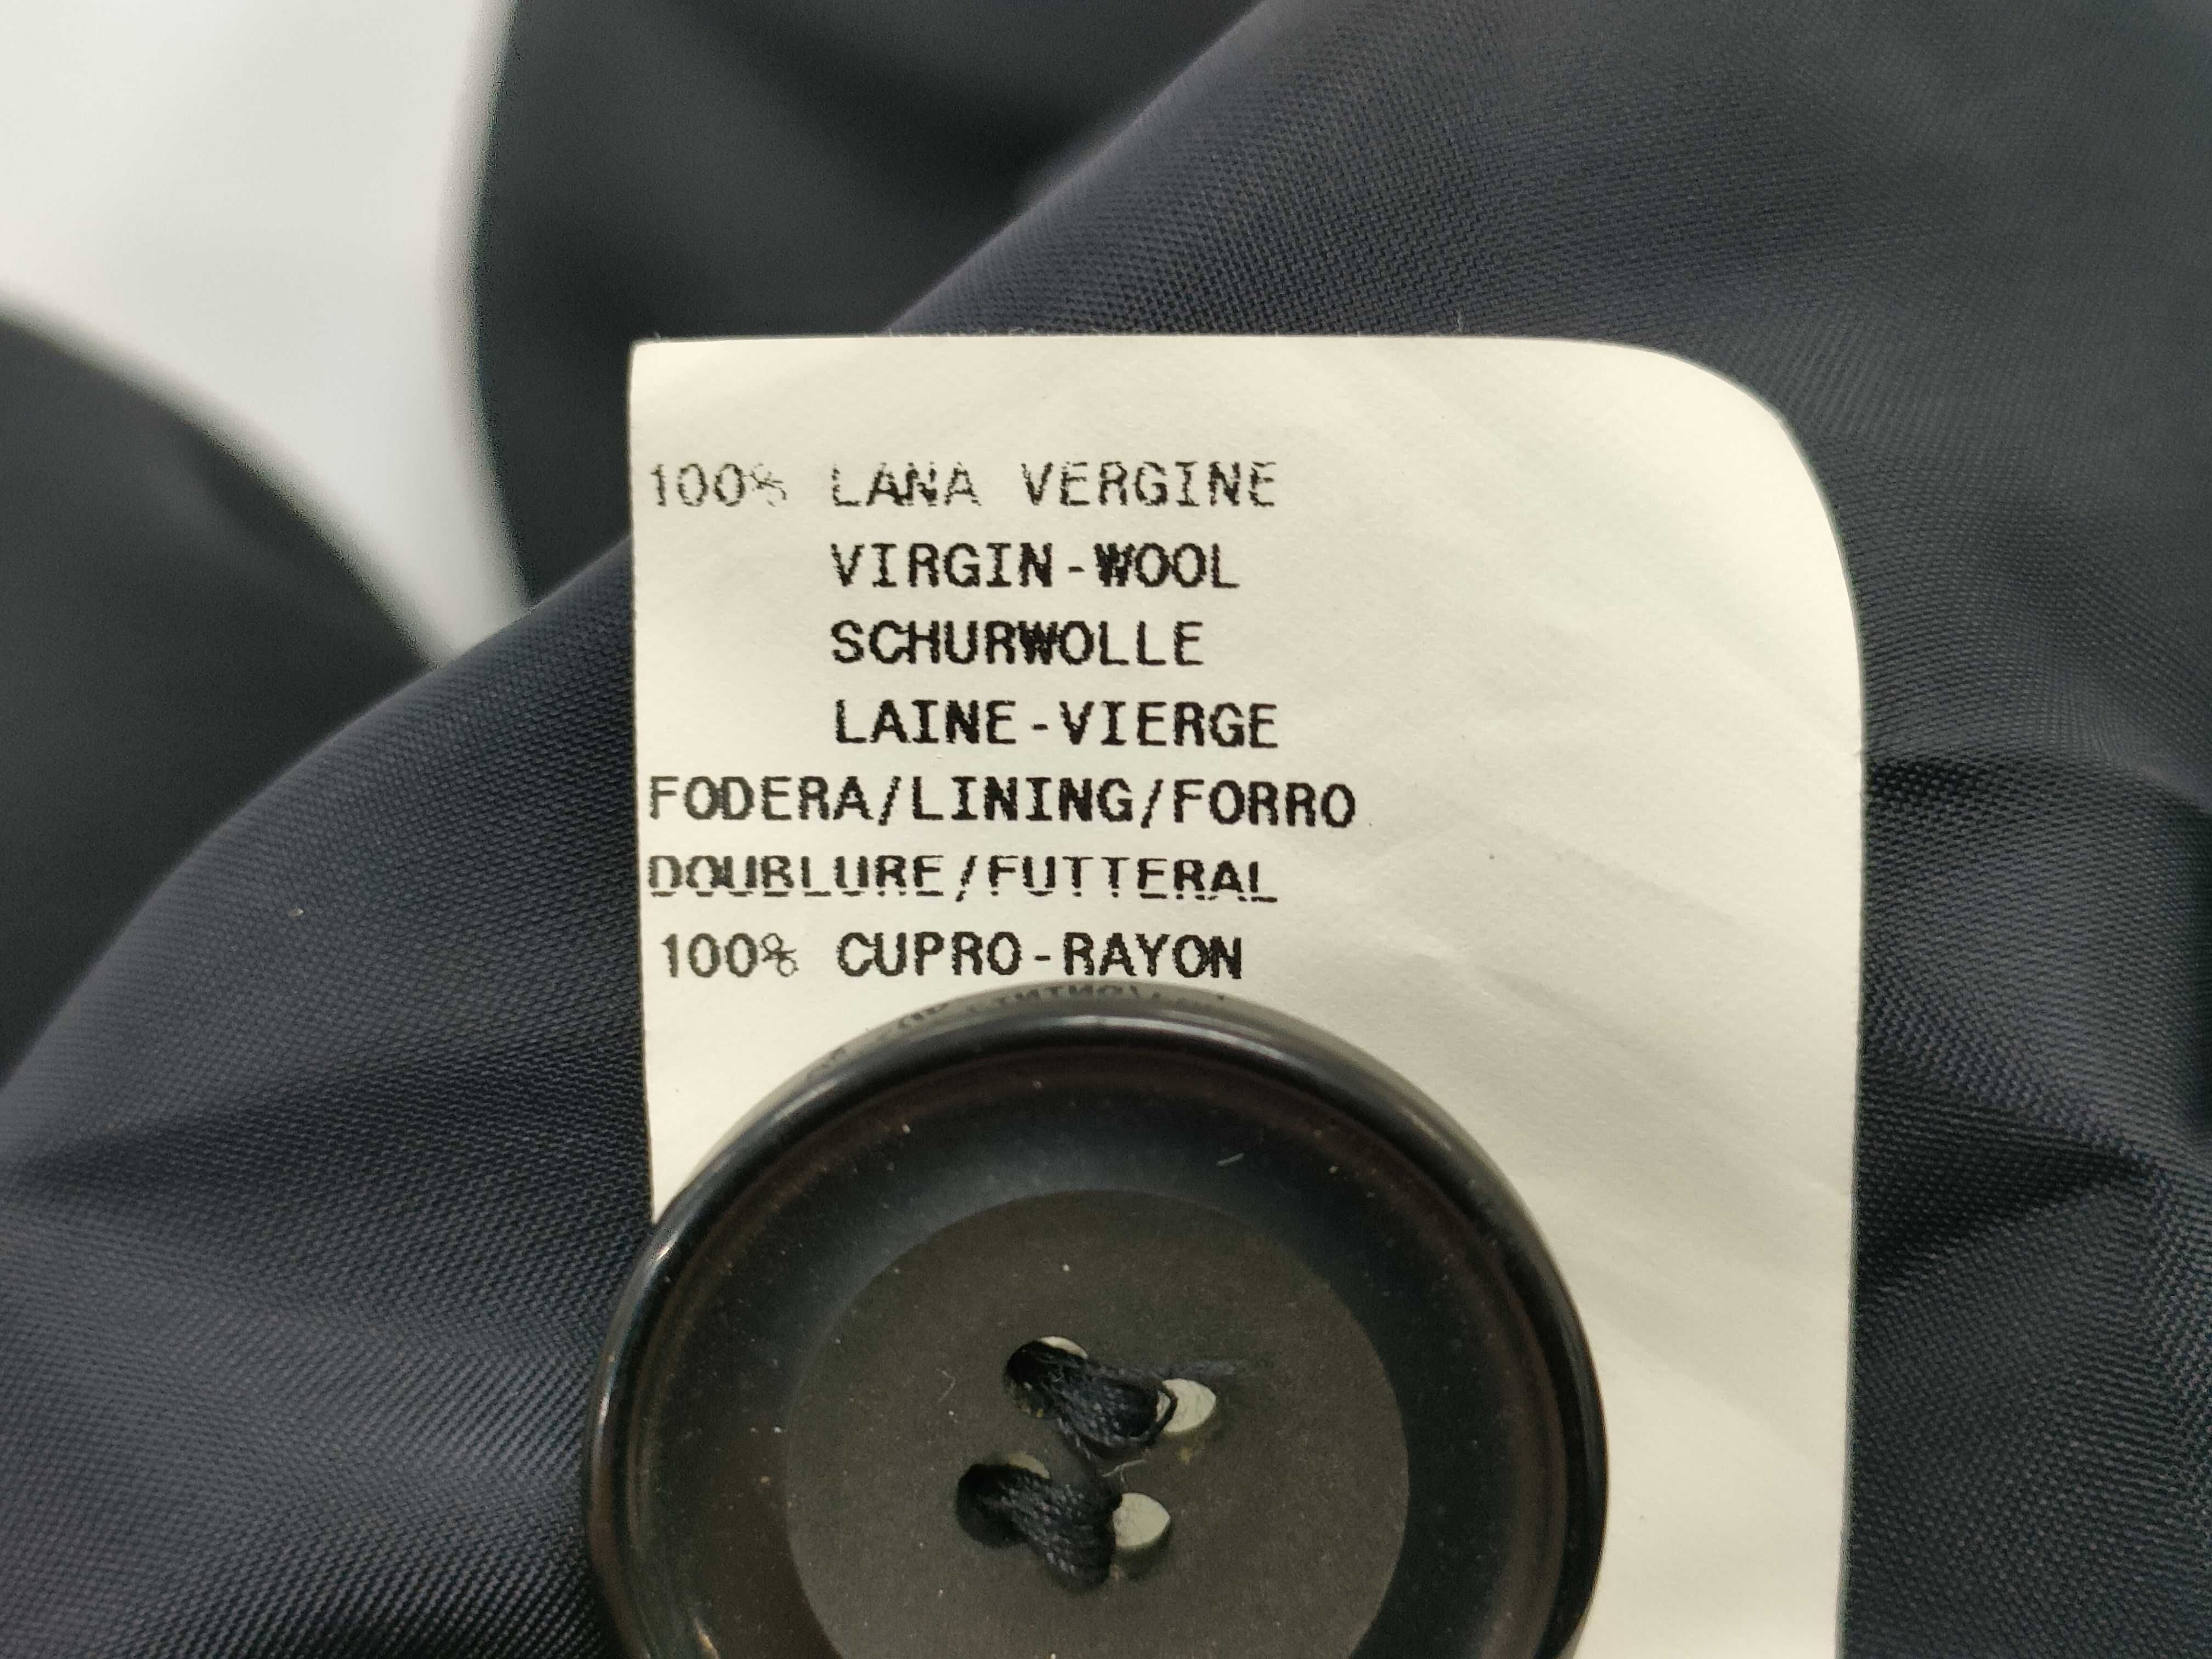 100% LANA VERGINE
VIRGIN-WOOL
SCHURWOLLE
LAINE-VIERGE
FODERA/LINING/FORRO
DOUBLURE/FUTTERAL
100% CUPRO-RAYON